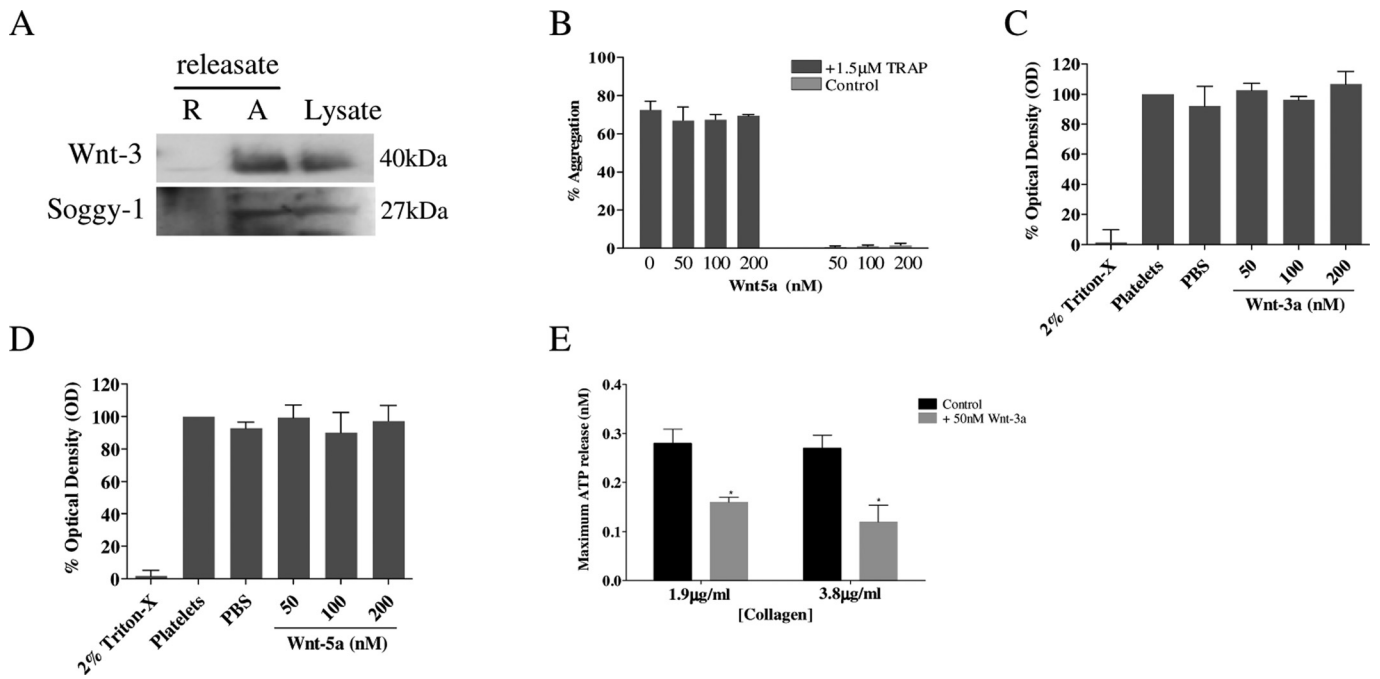 A
releasate
R A Lysate
Wnt-3 40kDa
Soggy-1 27kDa
B
100
80
60
40
20
0
% Aggregation
+1.5µM TRAP
Control
0 50 100 200 50 100 200
Wnt5a (nM)
C
120
100
80
60
40
20
0
% Optical Density (OD)
2% Triton-X
Platelets
PBS
50
100
200
Wnt-3a (nM)
D
120
100
80
60
40
20
0
% Optical Density (OD)
2% Triton-X
Platelets
PBS
50
100
200
Wnt-5a (nM)
E
0.4
0.3
0.2
0.1
0.0
Maximum ATP release (nM)
Control
+ 50nM Wnt-3a
* *
1.9µg/ml 3.8µg/ml
[Collagen]